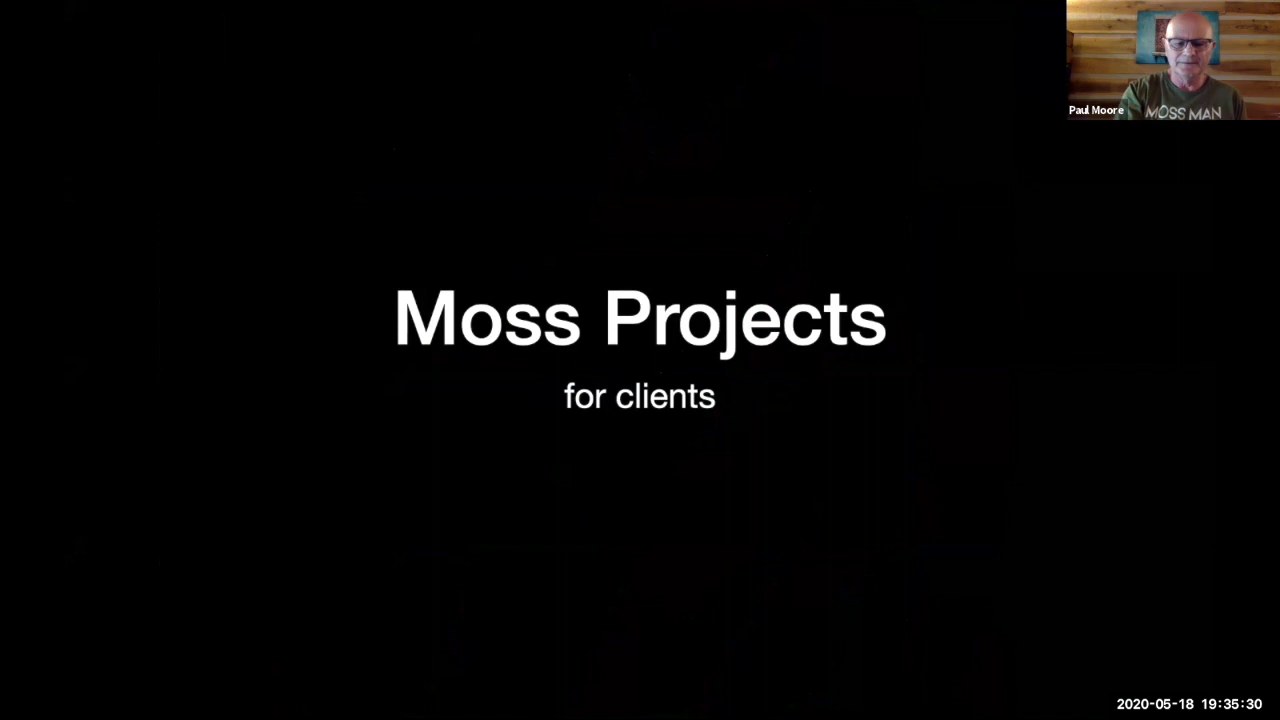 Paul Moore
MOSS MAN
Moss Projects
for clients
2020-05-18 19:35:30